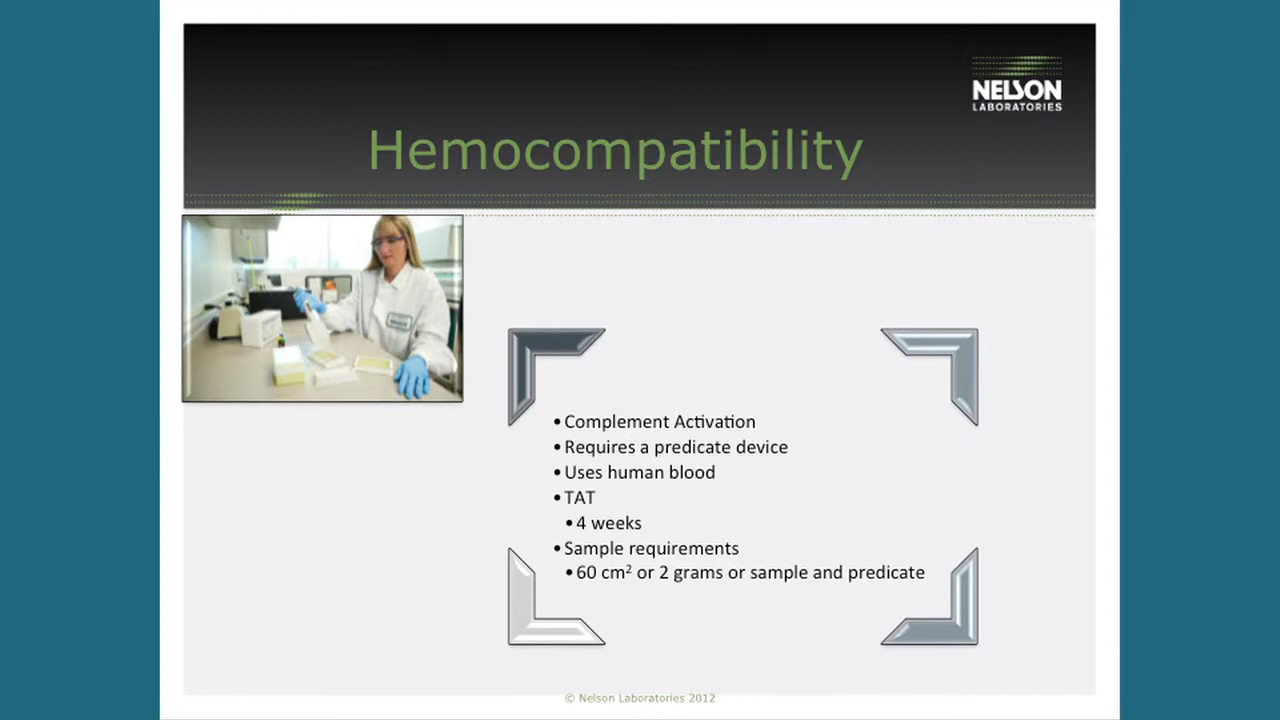 NELSON
LABORATORIES
Hemocompatibility
• Complement Activation
• Requires a predicate device
• Uses human blood
• TAT
• 4 weeks
• Sample requirements
• 60 cm² or 2 grams or sample and predicate
© Nelson Laboratories 2012